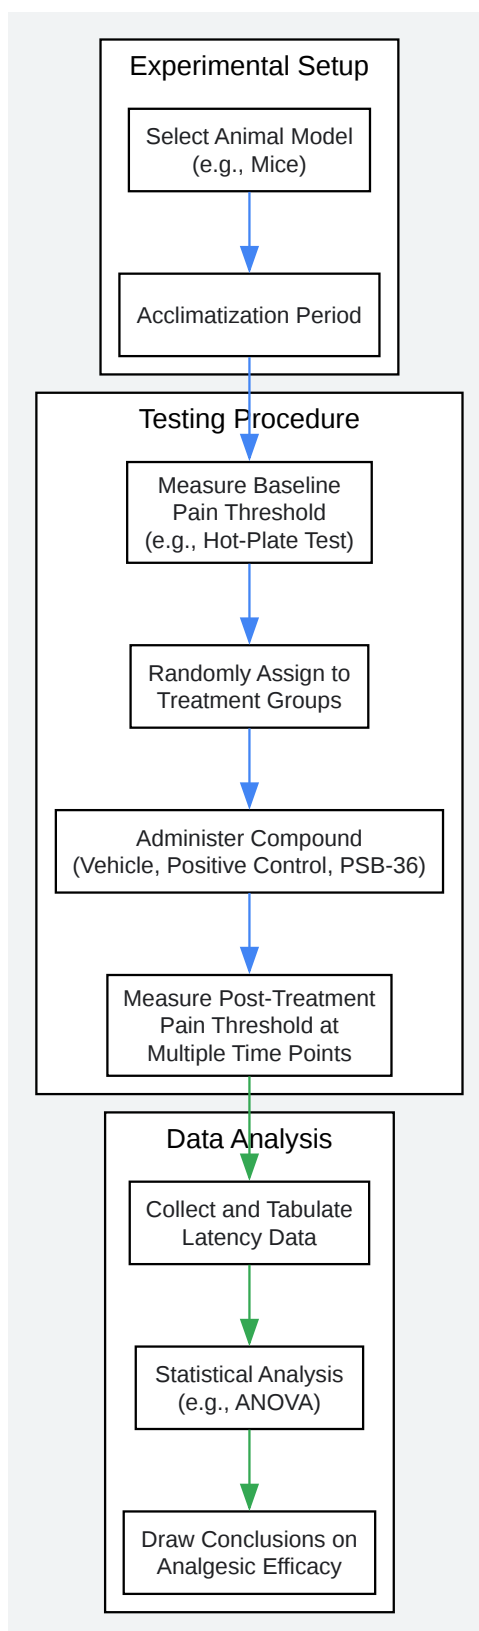 Experimental Setup
Select Animal Model
(e.g., Mice)
Acclimatization Period
Testing Procedure
Measure Baseline
Pain Threshold
(e.g., Hot-Plate Test)
Randomly Assign to
Treatment Groups
Administer Compound
(Vehicle, Positive Control, PSB-36)
Measure Post-Treatment
Pain Threshold at
Multiple Time Points
Data Analysis
Collect and Tabulate
Latency Data
Statistical Analysis
(e.g., ANOVA)
Draw Conclusions on
Analgesic Efficacy